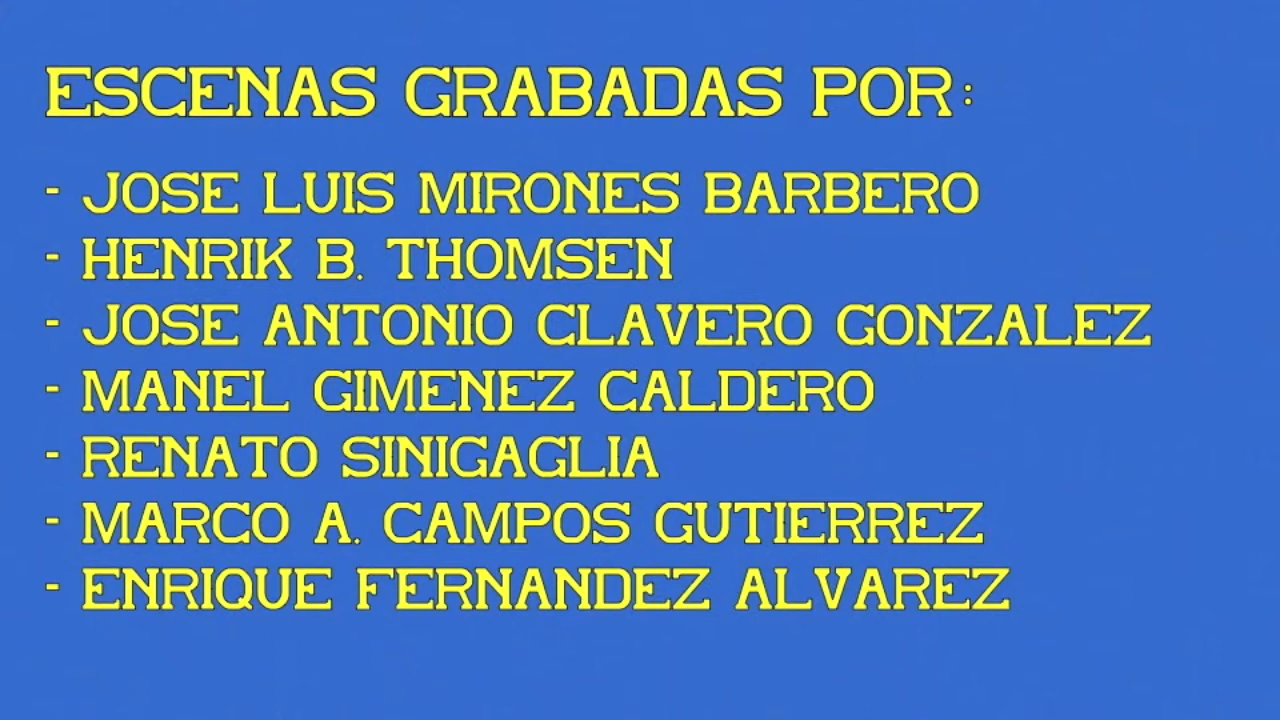 ESCENAS GRABADAS POR:
- JOSE LUIS MIRONES BARBERO
- HENRIK B. THOMSEN
- JOSE ANTONIO CLAVERO GONZALEZ
- MANEL GIMENEZ CALDERO
- RENATO SINIGAGLIA
- MARCO A. CAMPOS GUTIERREZ
- ENRIQUE FERNANDEZ ALVAREZ